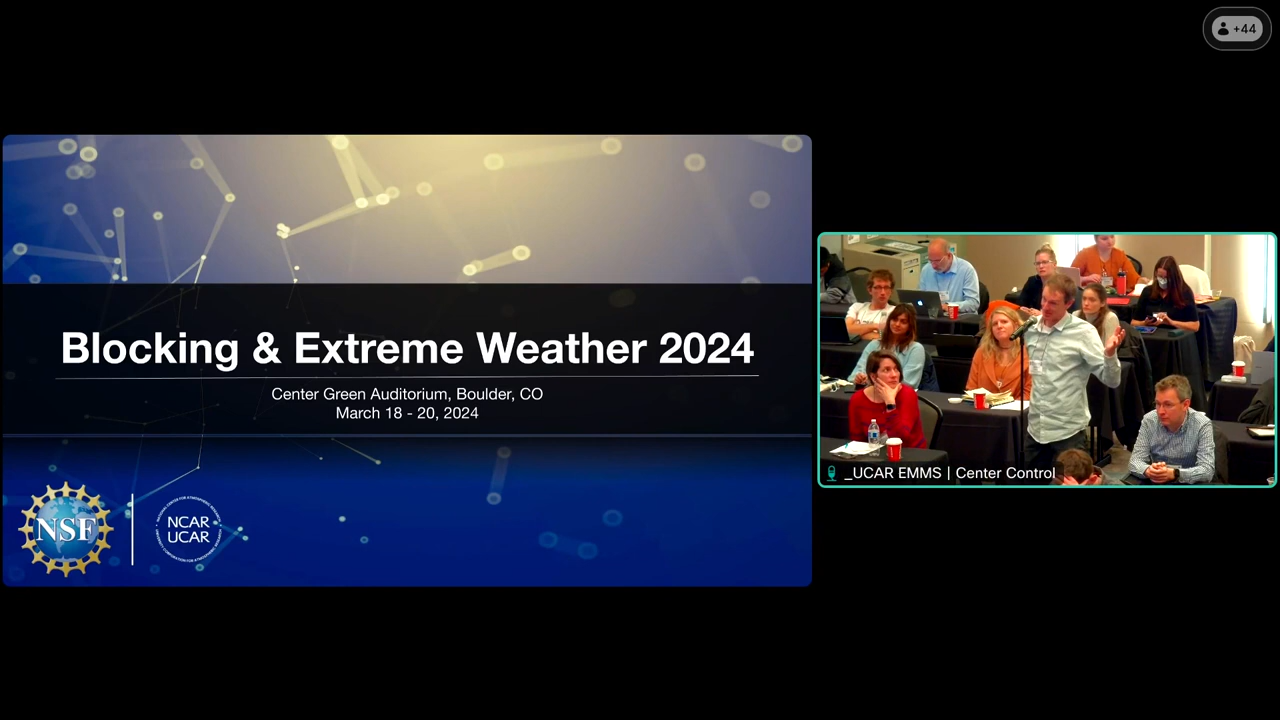 +44
Blocking & Extreme Weather 2024
Center Green Auditorium, Boulder, CO
March 18 - 20, 2024
NSF
NCAR
UCAR
_UCAR EMMS | Center Control